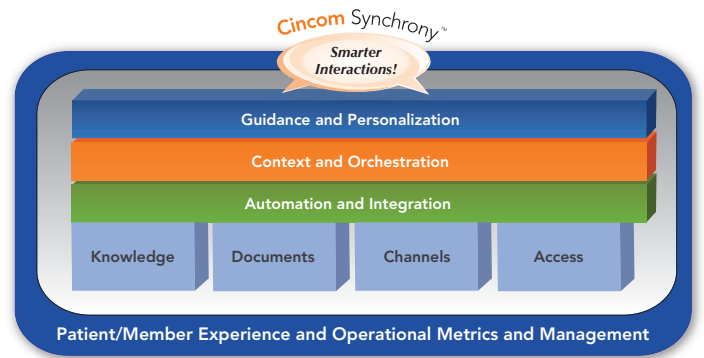 Cincom Synchrony™
Smarter
Interactions!
Guidance and Personalization
Context and Orchestration
Automation and Integration
Knowledge Documents Channels Access
Patient/Member Experience and Operational Metrics and Management